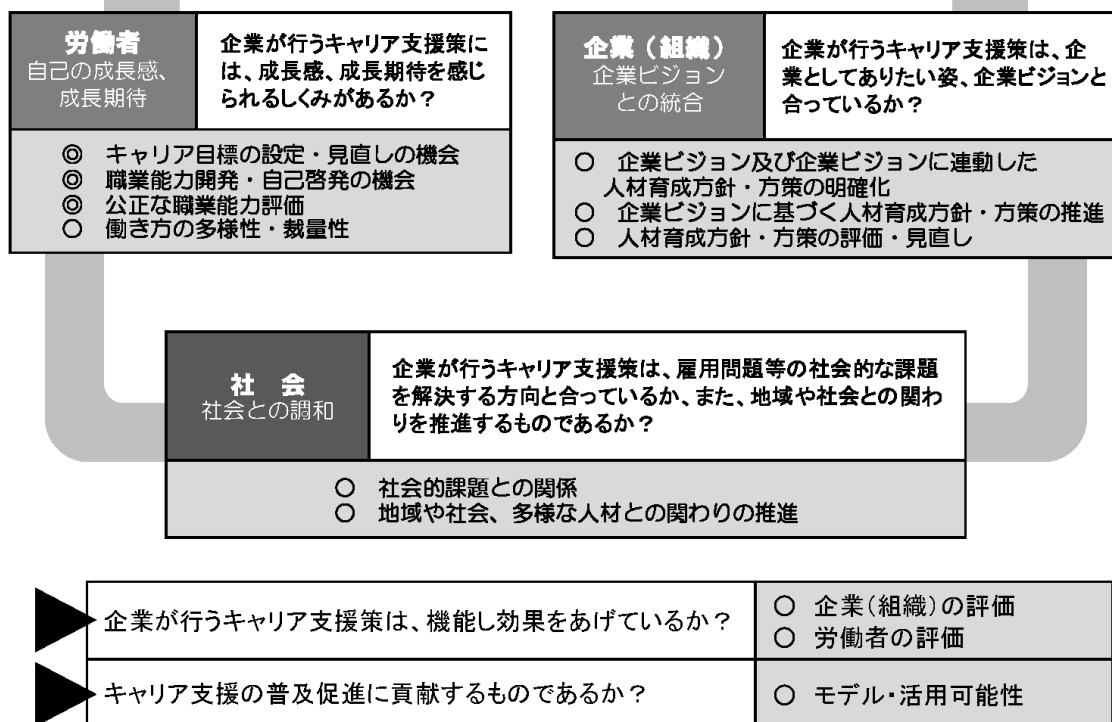 労働者
自己の成長感、
成長期待
企業が行うキャリア支援策に
は、成長感、成長期待を感じ
られるしくみがあるか？
◎ キャリア目標の設定・見直しの機会
◎ 職業能力開発・自己啓発の機会
◎ 公正な職業能力評価
○ 働き方の多様性・裁量性
企業（組織）
企業ビジョン
との統合
企業が行うキャリア支援策は、企
業としてありたい姿、企業ビジョンと
合っているか？
○ 企業ビジョン及び企業ビジョンに連動した
人材育成方針・方策の明確化
○ 企業ビジョンに基づく人材育成方針・方策の推進
○ 人材育成方針・方策の評価・見直し
社 会
社会との調和
企業が行うキャリア支援策は、雇用問題等の社会的な課題
を解決する方向と合っているか、また、地域や社会との関わ
りを推進するものであるか？
○ 社会的課題との関係
○ 地域や社会、多様な人材との関わりの推進
企業が行うキャリア支援策は、機能し効果をあげているか？
○ 企業(組織)の評価
○ 労働者の評価
キャリア支援の普及促進に貢献するものであるか？
○ モデル・活用可能性